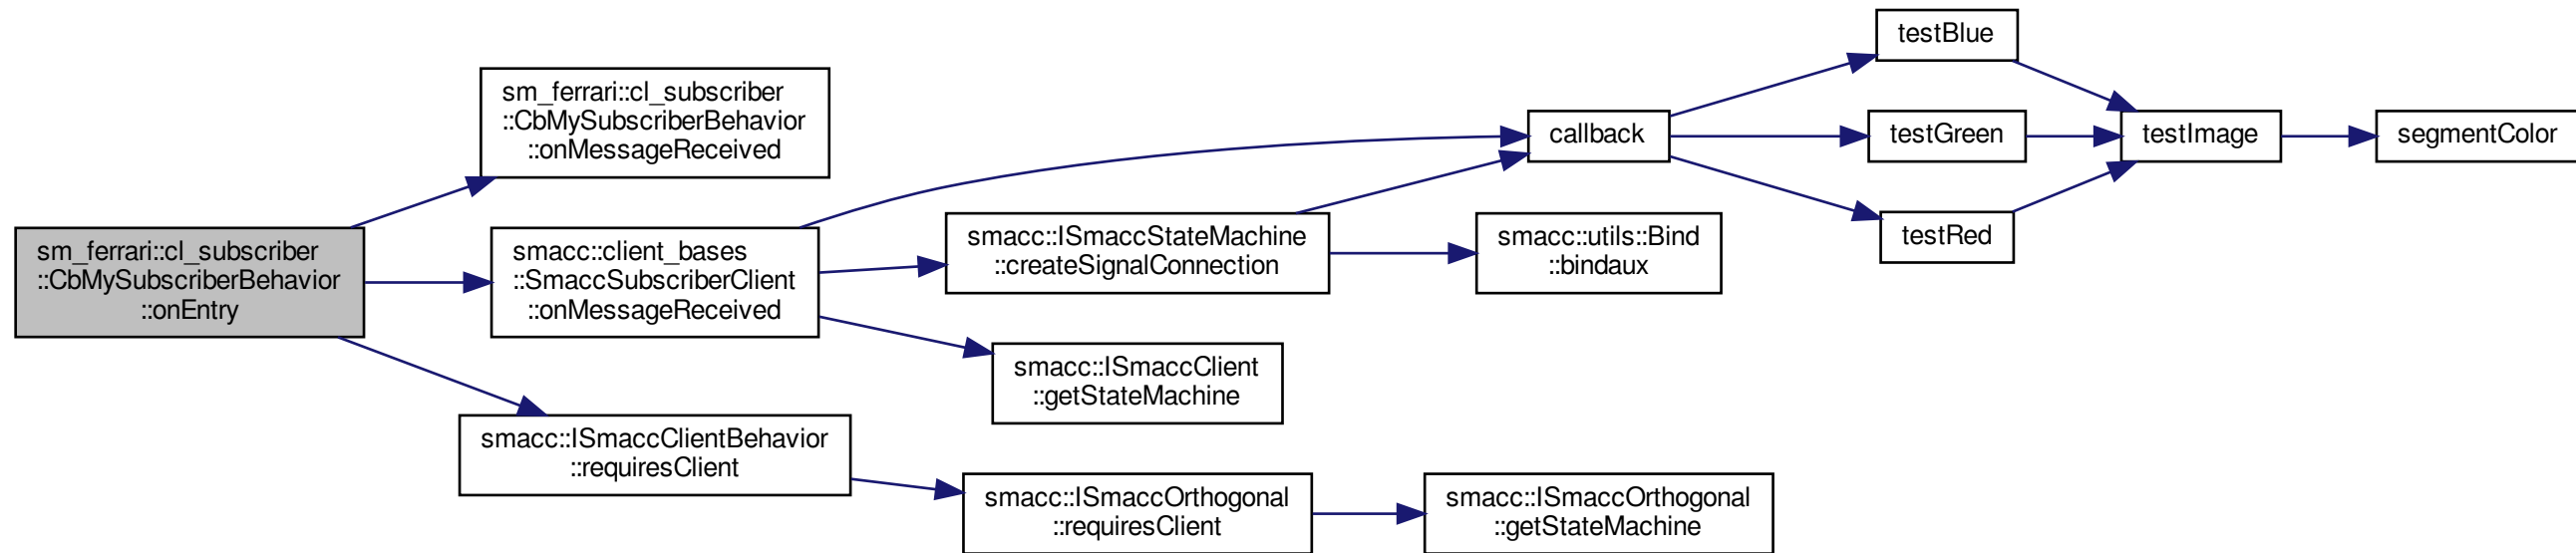 sm_ferrari::cl_subscriber
::CbMySubscriberBehavior
::onEntry
sm_ferrari::cl_subscriber
::CbMySubscriberBehavior
::onMessageReceived
smacc::client_bases
::SmaccSubscriberClient
::onMessageReceived
smacc::ISmaccClientBehavior
::requiresClient
smacc::ISmaccStateMachine
::createSignalConnection
smacc::ISmaccClient
::getStateMachine
smacc::ISmaccOrthogonal
::requiresClient
callback
smacc::utils::Bind
::bindaux
smacc::ISmaccOrthogonal
::getStateMachine
testBlue
testGreen
testRed
testImage
segmentColor